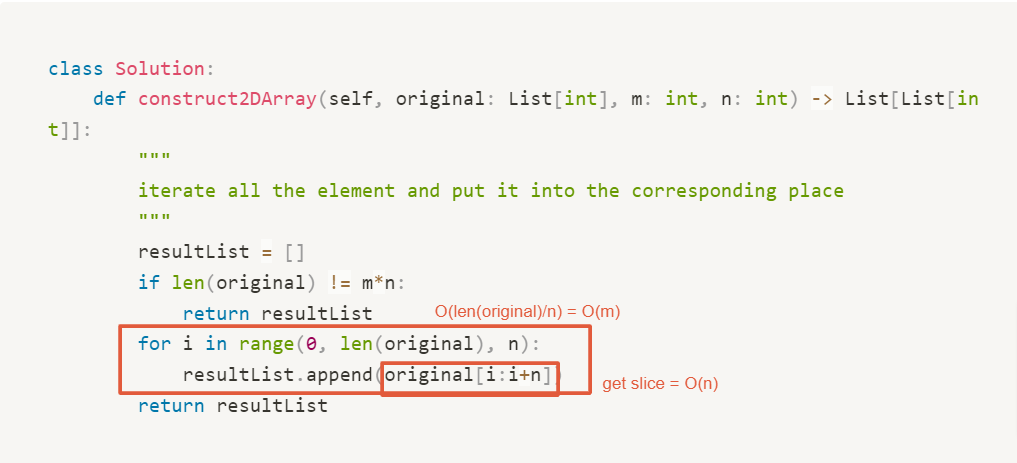 class Solution:
def construct2DArray(self, original: List[int], m: int, n: int) -> List[List[in
t]]:
"""
iterate all the element and put it into the corresponding place
"""
resultList = []
if len(original) != m*n:
return resultList
O(len(original)/n) = O(m)
for i in range(0, len(original), n):
resultList.append(original[i:i+n])
get slice = O(n)
return resultList